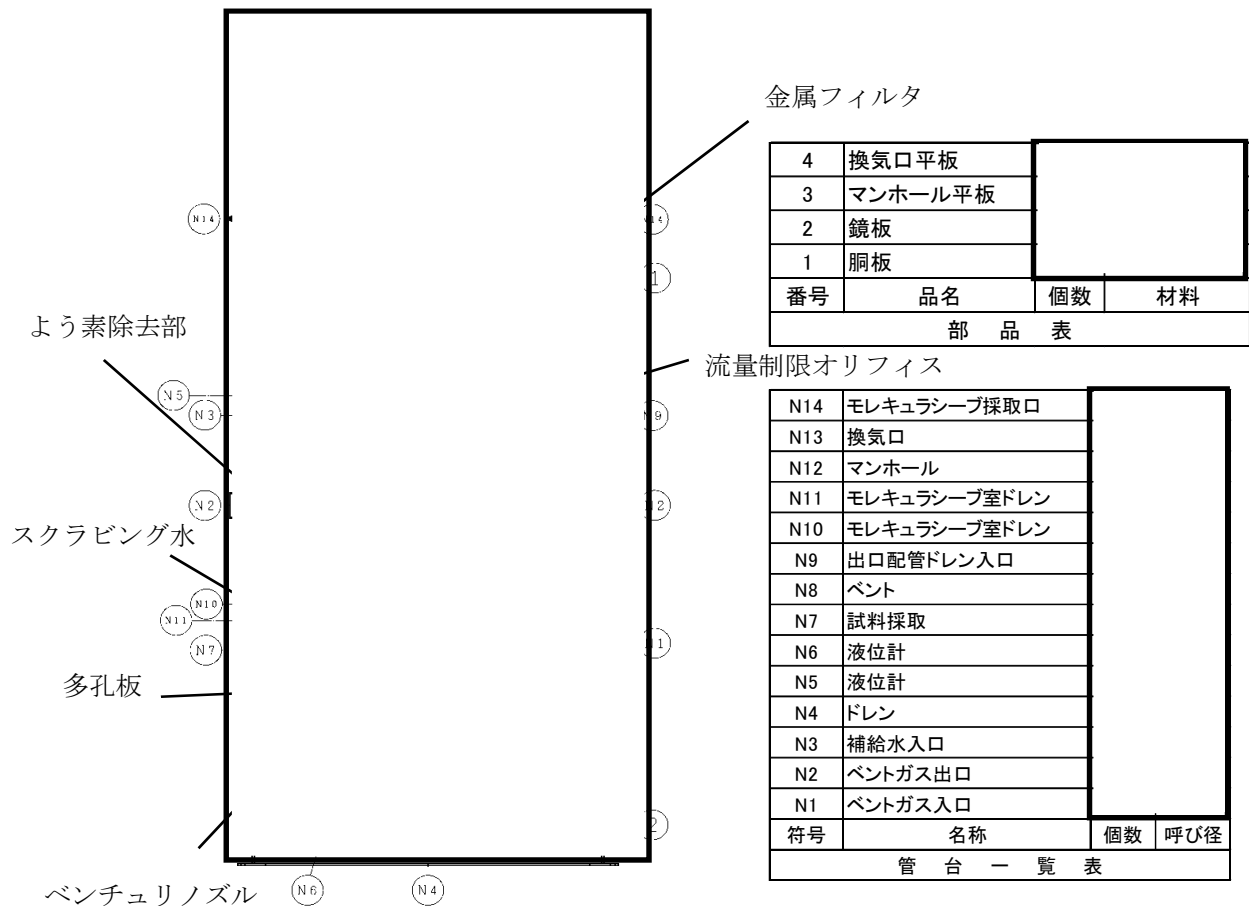 金属フィルタ
N14
N14
1
よう素除去部
流量制限オリフィス
N5
N3
N9
N2
N2
スクラビング水
N10
N11
N7
N1
多孔板
2
ベンチュリノズル
N6
N4
4 換気口平板
3 マンホール平板
2 鏡板
1 胴板
番号 品名 個数 材料
部品表
N14 モレキュラシーブ採取口
N13 換気口
N12 マンホール
N11 モレキュラシーブ室ドレン
N10 モレキュラシーブ室ドレン
N9 出口配管ドレン入口
N8 ベント
N7 試料採取
N6 液位計
N5 液位計
N4 ドレン
N3 補給水入口
N2 ベントガス出口
N1 ベントガス入口
符号 名称 個数 呼び径
管台一覧表